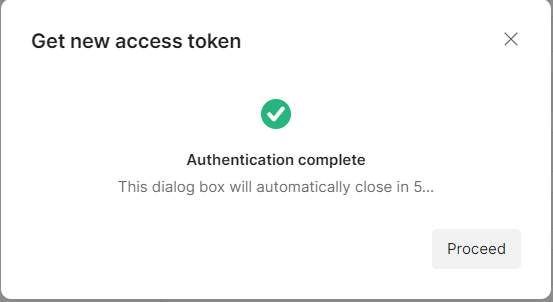 Get new access token
Authentication complete
This dialog box will automatically close in 5...
Proceed